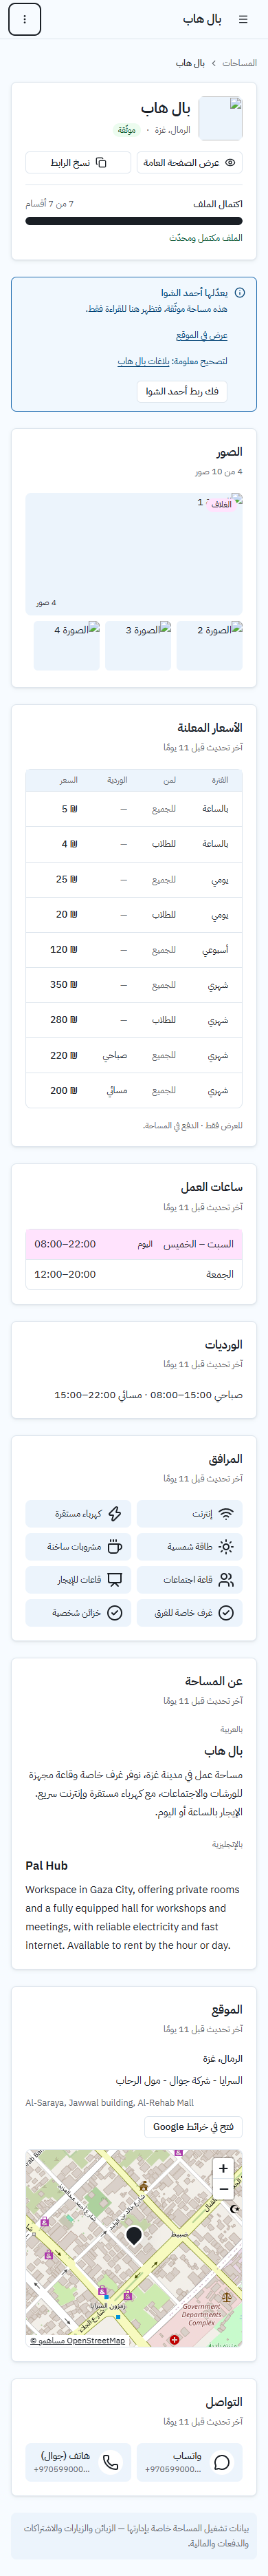 بال هاب
المساحات › بال هاب
بال هاب
الرمال، غزة · موثّقة
عرض الصفحة العامة
نسخ الرابط
اكتمال الملف
7 من 7 أقسام
الملف مكتمل ومحدّث
يعدّلها أحمد الشوا
هذه مساحة موثّقة، فتظهر هنا للقراءة فقط.
عرض في الموقع
لتصحيح معلومة: بلاغات بال هاب
فك ربط أحمد الشوا
الصور
4 من 10 صور
الغلاف
4 صور
الصورة 2
الصورة 3
الصورة 4
الأسعار المعلنة
آخر تحديث قبل 11 يومًا
الفترة لمن الوردية السعر
بالساعة للجميع — ₪ 5
بالساعة للطلاب — ₪ 4
يومي للجميع — ₪ 25
يومي للطلاب — ₪ 20
أسبوعي للجميع — ₪ 120
شهري للجميع — ₪ 350
شهري للطلاب — ₪ 280
شهري للجميع صباحي ₪ 220
شهري للجميع مسائي ₪ 200
للعرض فقط · الدفع في المساحة.
ساعات العمل
آخر تحديث قبل 11 يومًا
السبت – الخميس اليوم 08:00–22:00
الجمعة 12:00–20:00
الورديات
آخر تحديث قبل 11 يومًا
صباحي 08:00–15:00 · مسائي 15:00–22:00
المرافق
آخر تحديث قبل 11 يومًا
إنترنت
كهرباء مستقرة
طاقة شمسية
مشروبات ساخنة
قاعة اجتماعات
قاعات للإيجار
غرف خاصة للفرق
خزائن شخصية
عن المساحة
آخر تحديث قبل 11 يومًا
بالعربية
بال هاب
مساحة عمل في مدينة غزة، توفر غرف خاصة وقاعة مجهزة
للورشات والاجتماعات، مع كهرباء مستقرة وإنترنت سريع.
الإيجار بالساعة أو اليوم.
بالإنجليزية
Pal Hub
Workspace in Gaza City, offering private rooms
and a fully equipped hall for workshops and
meetings, with reliable electricity and fast
internet. Available to rent by the hour or day.
الموقع
آخر تحديث قبل 11 يومًا
الرمال، غزة
السرايا - شركة جوال - مول الرحاب
Al-Saraya, Jawwal building, Al-Rehab Mall
فتح في خرائط Google
+
−
ضبيط
رمزون السرايا
Government
Departments
Complex
© مساهمو OpenStreetMap
التواصل
واتساب
+970599000...
هاتف (جوال)
+970599000...
بيانات تشغيل المساحة خاصة بإدارتها — الزبائن والزيارات والاشتراكات
والدفعات والمالية.